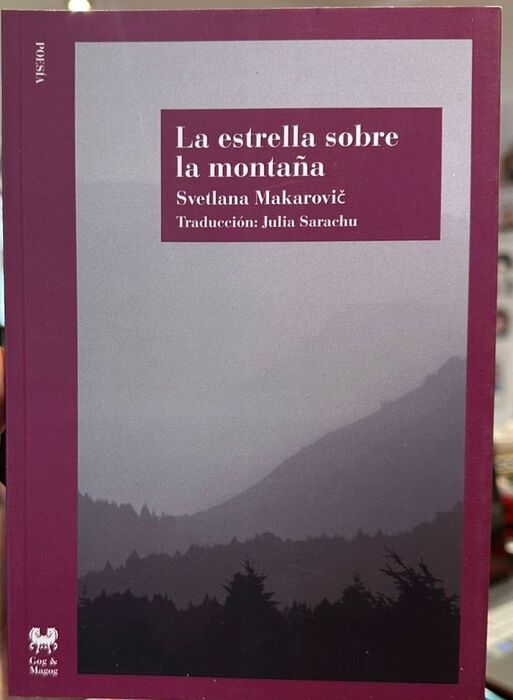 POESÍA
La estrella sobre
la montaña
Svetlana Makarovič
Traducción: Julia Sarachu
Gog &
Magog